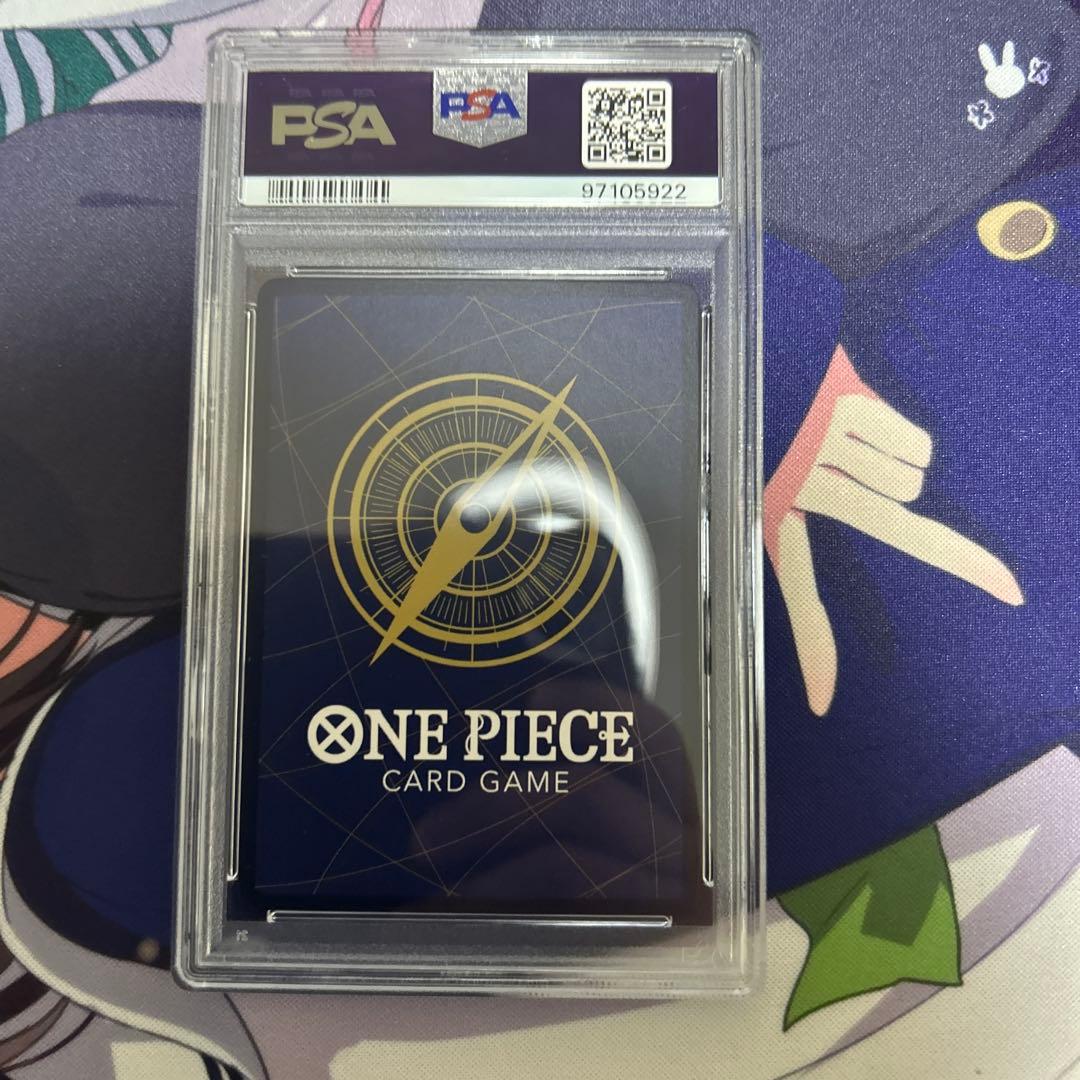 PSA
PSA
97105922
ONE PIECE
CARD GAME